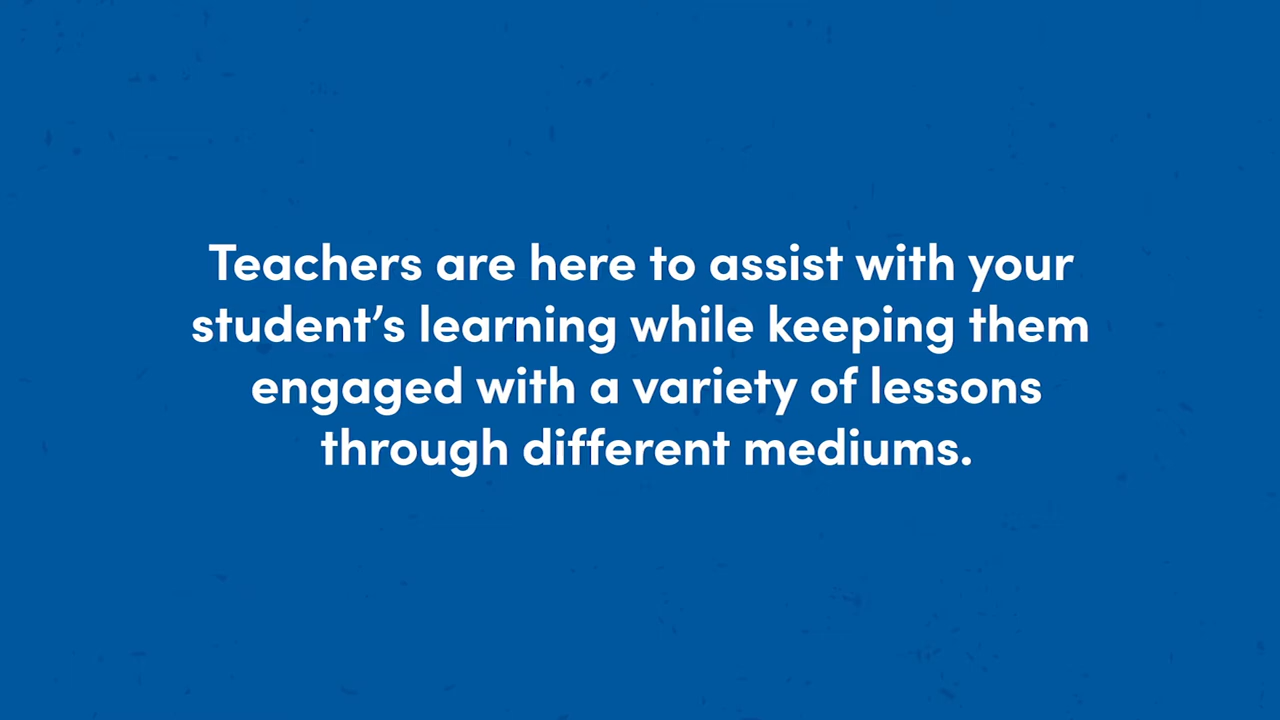 Teachers are here to assist with your
student’s learning while keeping them
engaged with a variety of lessons
through different mediums.